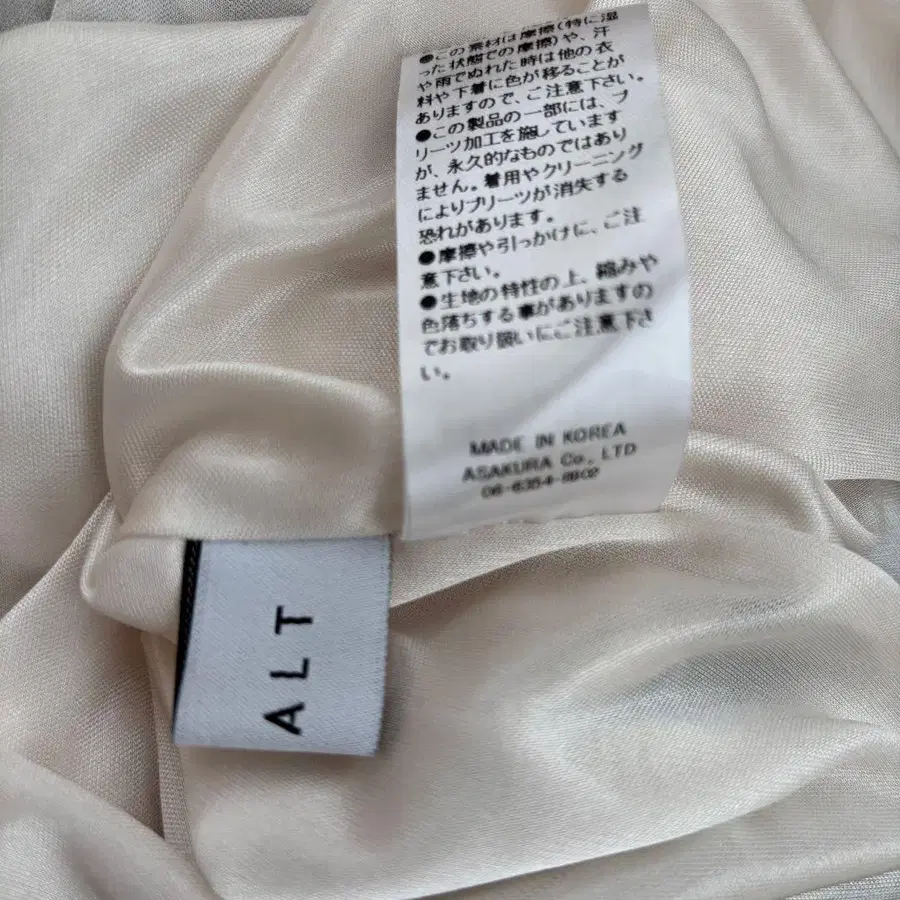 ●この素材は摩擦(特に湿
った状態での摩擦)や、汗
や雨でぬれた時は他の衣
料や下着に色が移ることが
ありますので、ご注意下さい。
●この製品の一部には、プ
リーツ加工を施しています
が、永久的なものではあり
ません。着用やクリーニング
によりプリーツが消失する
恐れがあります。
●摩擦や引っかけに、ご注
意下さい。
●生地の特性の上、縮みや
色落ちする事がありますの
でお取り扱いにご注意下さ
い。
MADE IN KOREA
ASAKURA Co., LTD
06-6354-8802
ALT